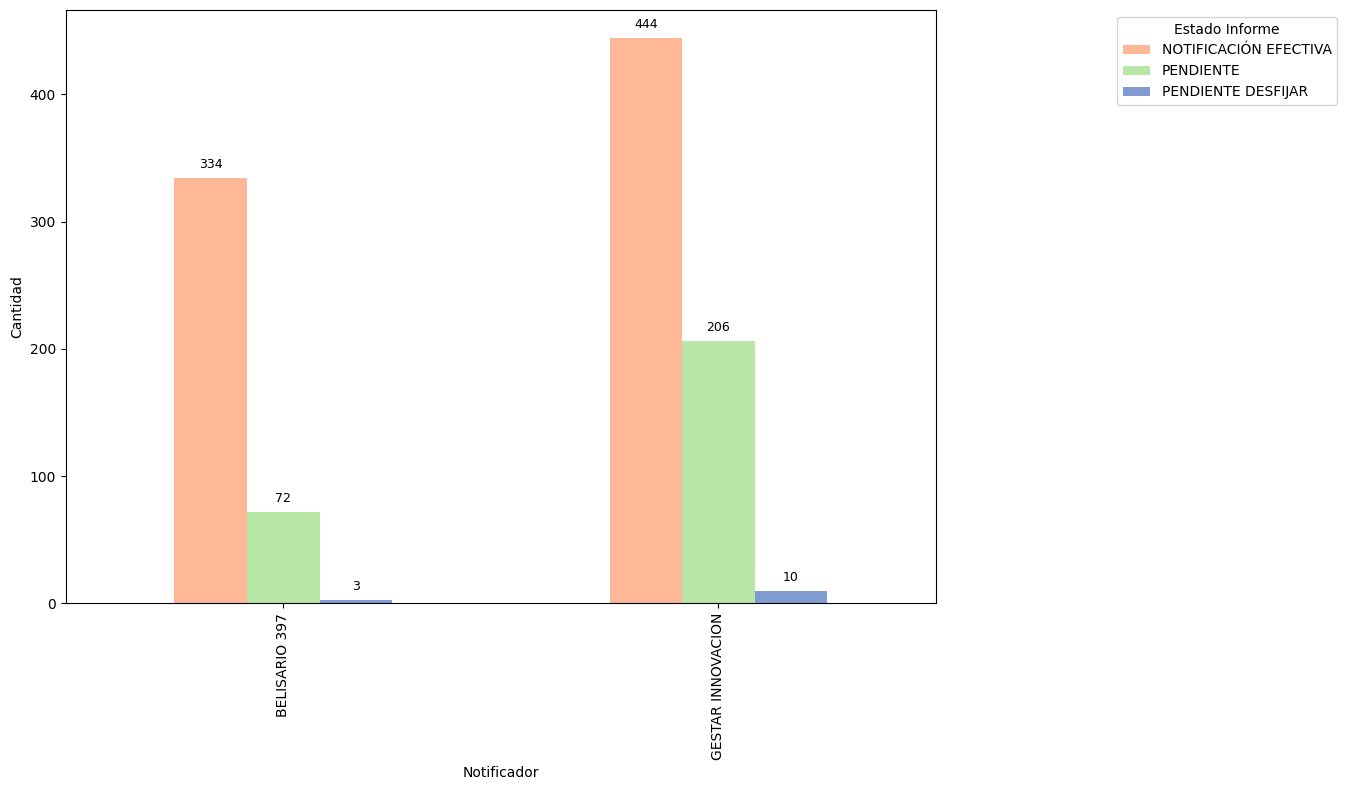 Estado Informe
NOTIFICACIÓN EFECTIVA
PENDIENTE
PENDIENTE DESFIJAR
Cantidad
400
300
200
100
0
334
72
3
444
206
10
BELISARIO 397
GESTAR INNOVACION
Notificador